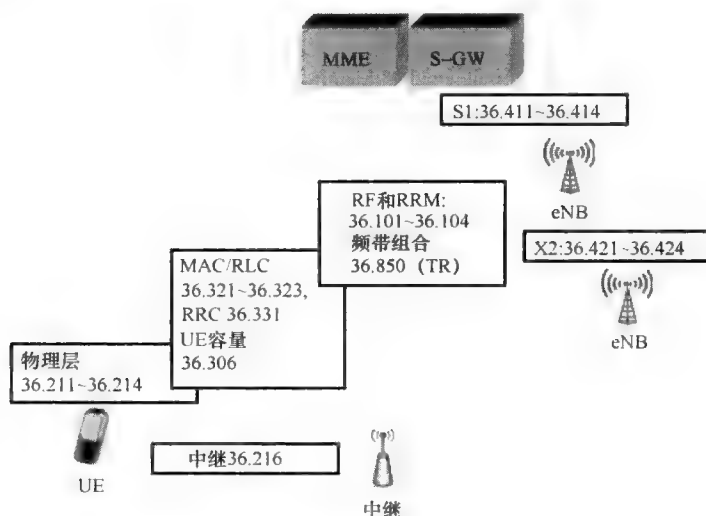 MME
S-GW
S1:36.411~36.414
eNB
RF和RRM:
36.101~36.104
频带组合
36.850（TR）
X2:36.421~36.424
eNB
MAC/RLC
36.321~36.323,
RRC 36.331
UE容量
36.306
物理层
36.211~36.214
UE
中继36.216
中继